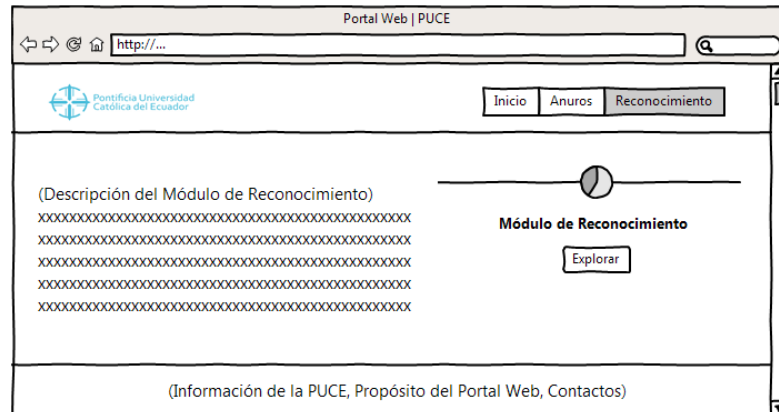 Portal Web | PUCE
http://...
Pontificia Universidad
Católica del Ecuador
Inicio Anuros Reconocimiento
(Descripción del Módulo de Reconocimiento)
XXXXXXXXXXXXXXXXXXXXXXXXXXXXXXXXXXXXXXXXXXXXXXXX
XXXXXXXXXXXXXXXXXXXXXXXXXXXXXXXXXXXXXXXXXXXXXXXX
XXXXXXXXXXXXXXXXXXXXXXXXXXXXXXXXXXXXXXXXXXXXXXXX
XXXXXXXXXXXXXXXXXXXXXXXXXXXXXXXXXXXXXXXXXXXXXXXX
XXXXXXXXXXXXXXXXXXXXXXXXXXXXXXXXXXXXXXXXXXXXXXXX
Módulo de Reconocimiento
Explorar
(Información de la PUCE, Propósito del Portal Web, Contactos)